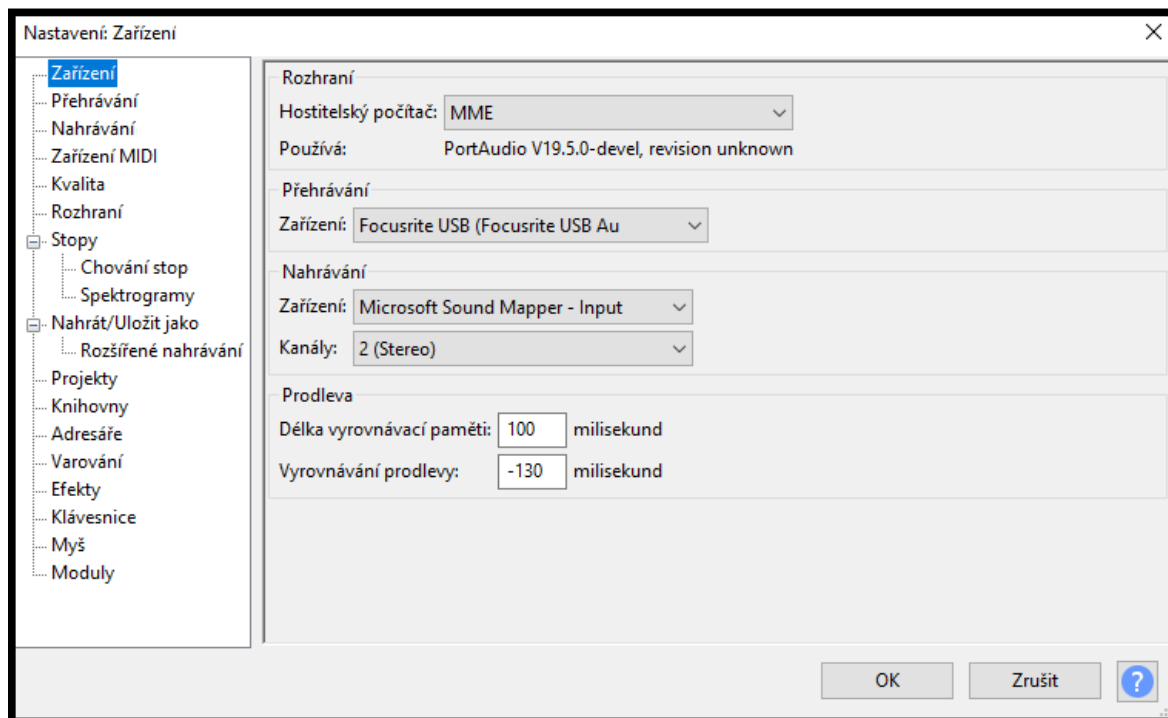 Nastavení: Zařízení
Zařízení
Přehrávání
Nahrávání
Zařízení MIDI
Kvalita
Rozhraní
Stopy
Chování stop
Spektrogramy
Nahrát/Uložit jako
Rozšířené nahrávání
Projekty
Knihovny
Adresáře
Varování
Efekty
Klávesnice
Myš
Moduly
Rozhraní
Hostitelský počítač: MME
Používá: PortAudio V19.5.0-devel, revision unknown
Přehrávání
Zařízení: Focusrite USB (Focusrite USB Au
Nahrávání
Zařízení: Microsoft Sound Mapper - Input
Kanály: 2 (Stereo)
Prodleva
Délka vyrovnávací paměti: 100 milisekund
Vyrovnávání prodlevy: -130 milisekund
OK Zrušit ?